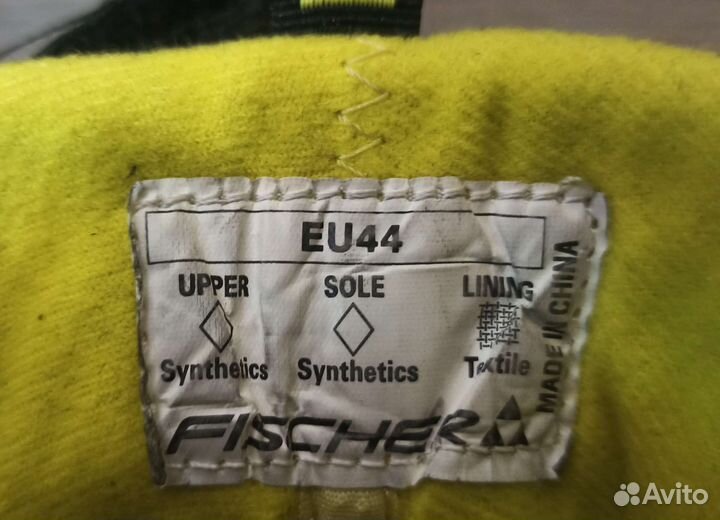 EU44
UPPER SOLE LINING
Synthetics Synthetics Textile
MADE IN CHINA
FISCHER
Avito